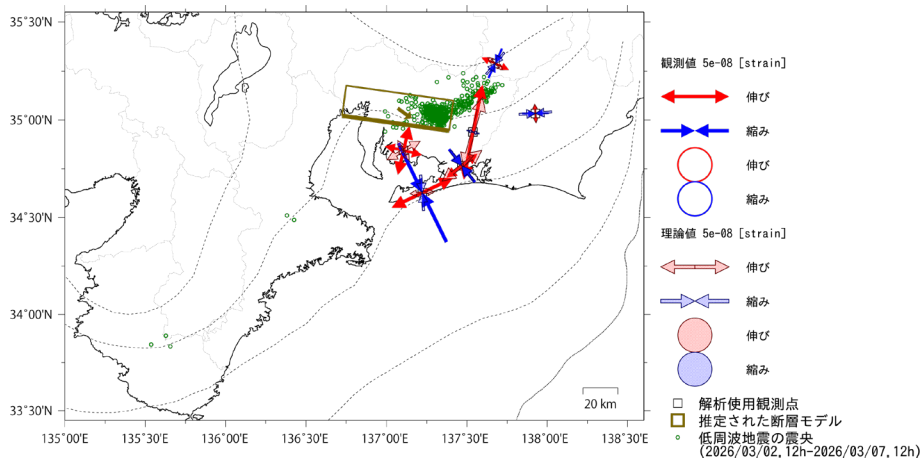 35°30'N
35°00'N
34°30'N
34°00'N
33°30'N
135°00'E
135°30'E
136°00'E
136°30'E
137°00'E
137°30'E
138°00'E
138°30'E
20 km
観測値 5e-08 [strain]
伸び
縮み
伸び
縮み
理論値 5e-08 [strain]
伸び
縮み
伸び
縮み
解析使用観測点
推定された断層モデル
低周波地震の震央
(2026/03/02,12h-2026/03/07,12h)